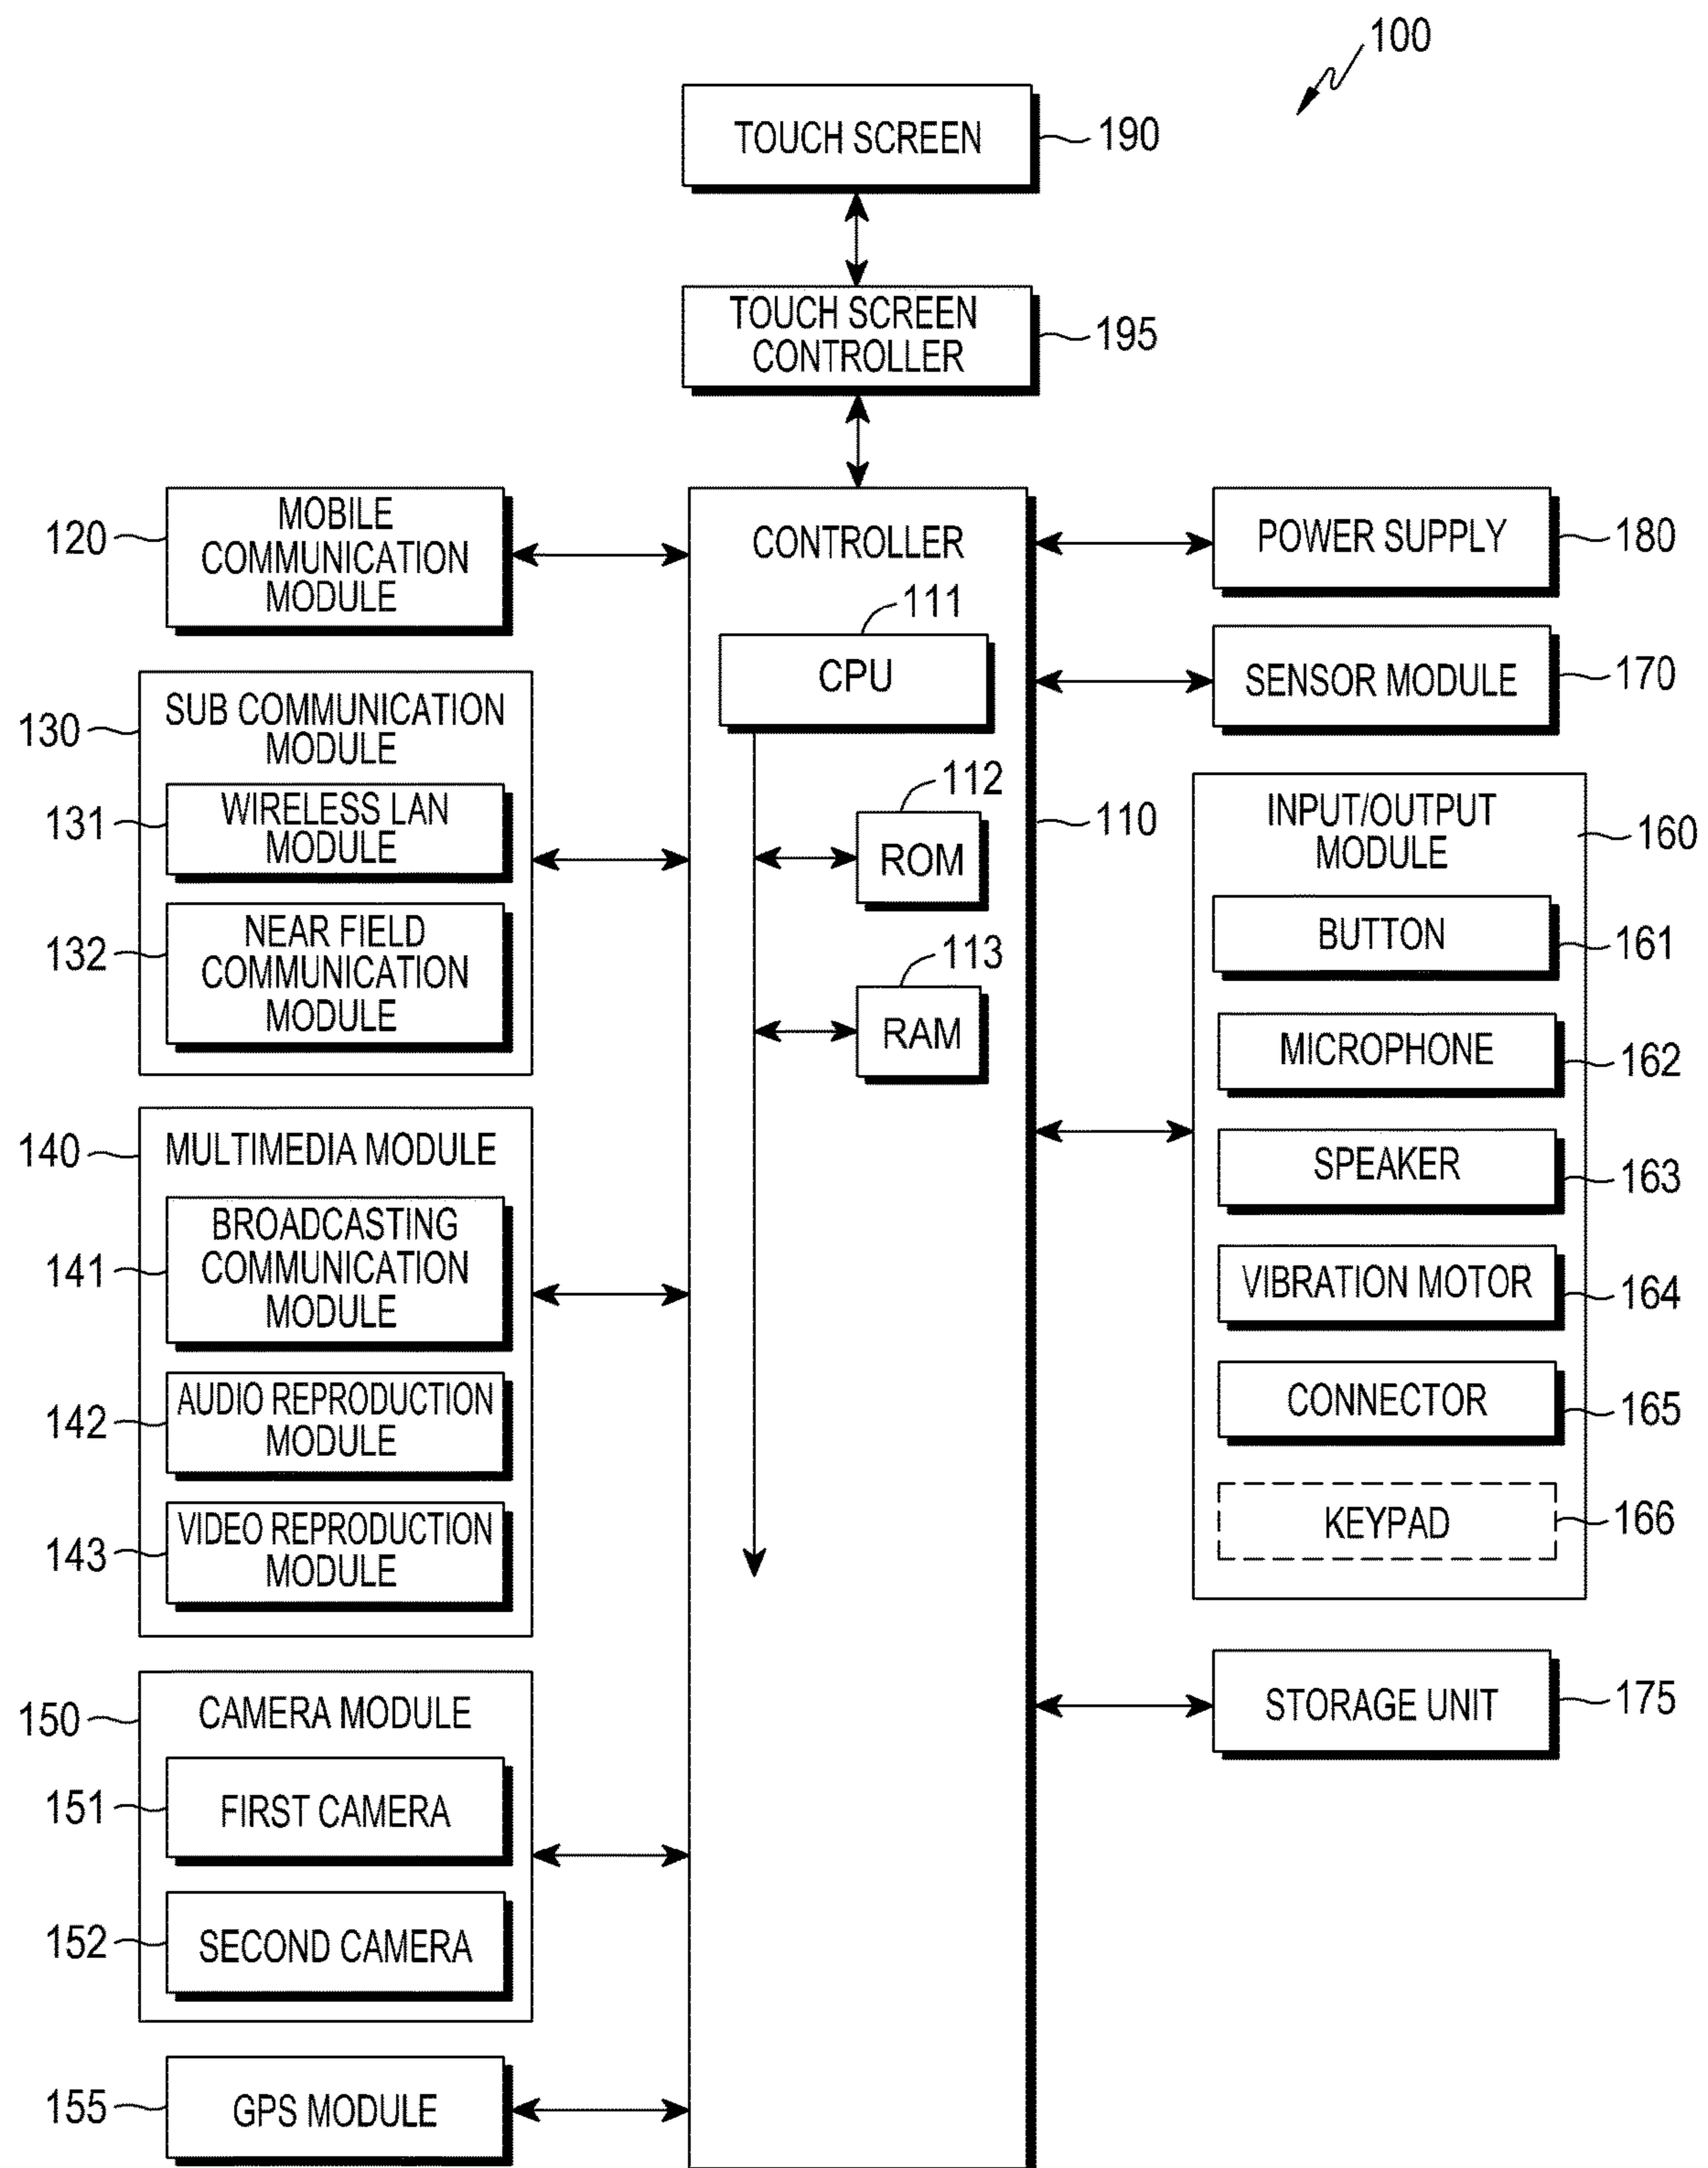 100
TOUCH SCREEN
190
TOUCH SCREEN
CONTROLLER
195
120
MOBILE
COMMUNICATION
MODULE
130
SUB COMMUNICATION
MODULE
131
WIRELESS LAN
MODULE
132
NEAR FIELD
COMMUNICATION
MODULE
140
MULTIMEDIA MODULE
141
BROADCASTING
COMMUNICATION
MODULE
142
AUDIO REPRODUCTION
MODULE
143
VIDEO REPRODUCTION
MODULE
150
CAMERA MODULE
151
FIRST CAMERA
152
SECOND CAMERA
155
GPS MODULE
CONTROLLER
111
CPU
112
ROM
113
RAM
110
POWER SUPPLY
180
SENSOR MODULE
170
INPUT/OUTPUT
MODULE
160
BUTTON
161
MICROPHONE
162
SPEAKER
163
VIBRATION MOTOR
164
CONNECTOR
165
KEYPAD
166
STORAGE UNIT
175